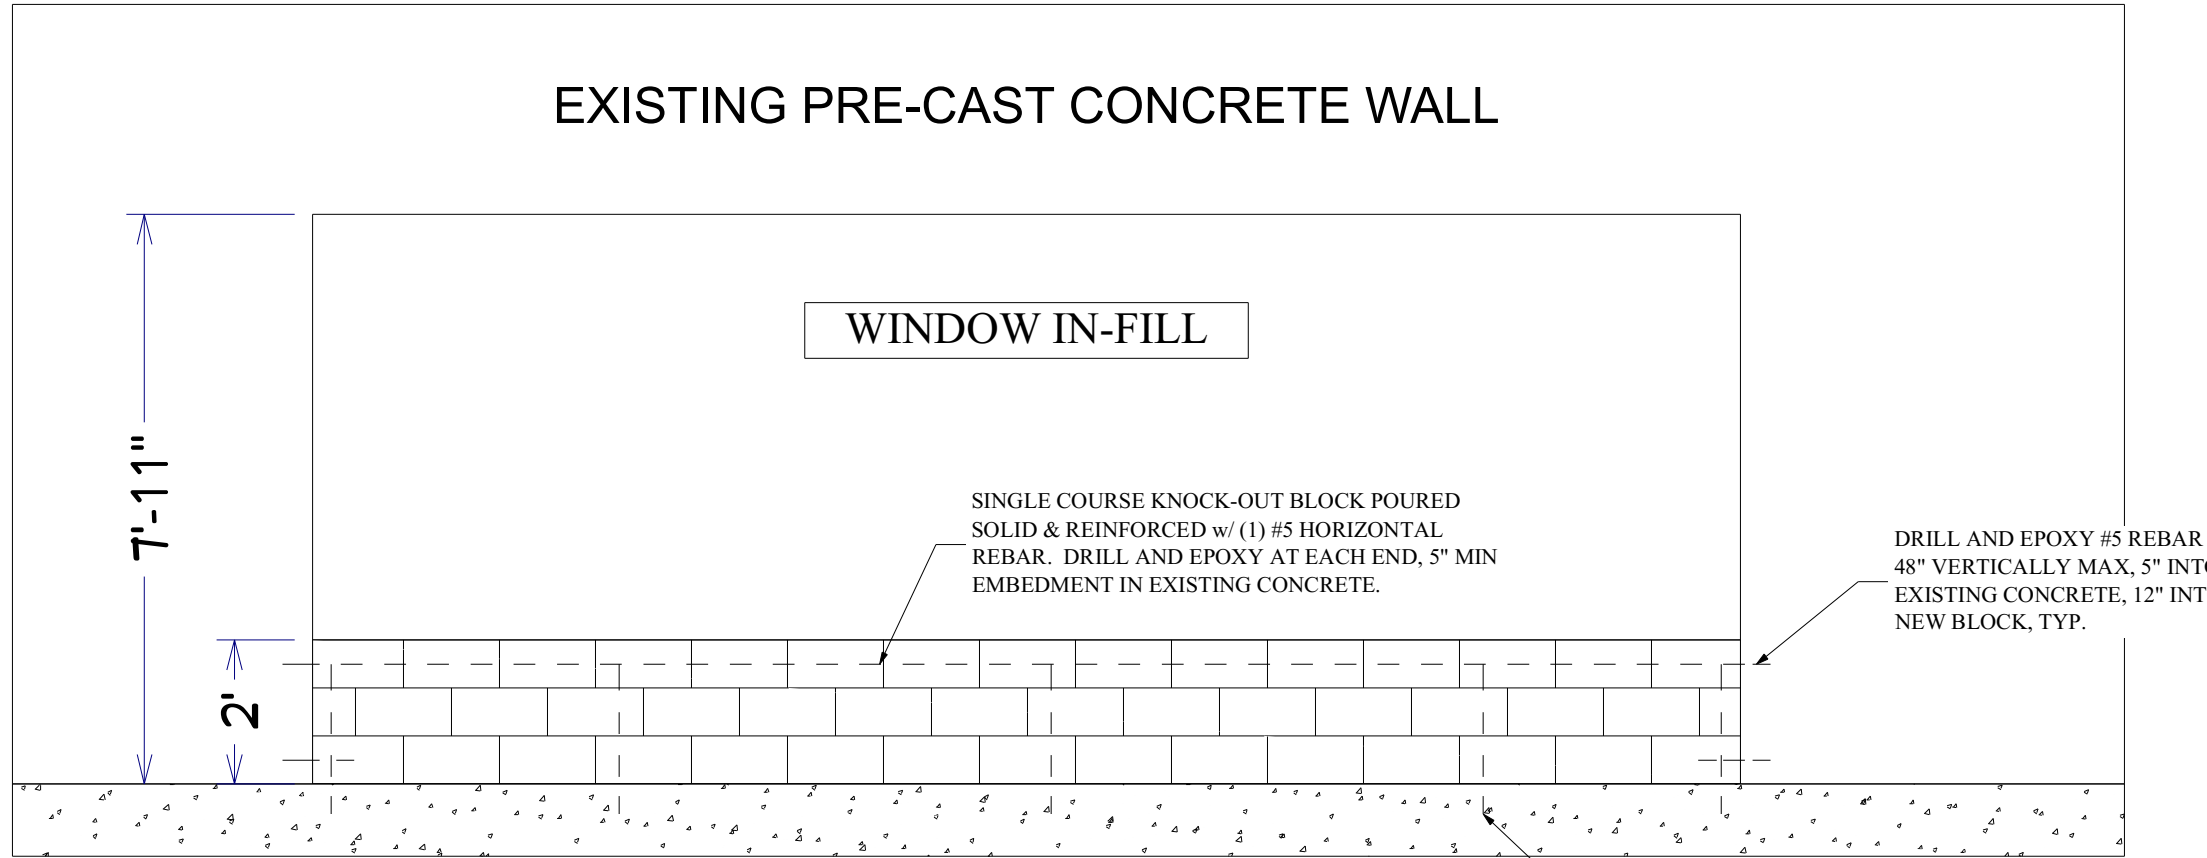 EXISTING PRE-CAST CONCRETE WALL
WINDOW IN-FILL
7'-11"
2'
SINGLE COURSE KNOCK-OUT BLOCK POURED
SOLID & REINFORCED w/ (1) #5 HORIZONTAL
REBAR. DRILL AND EPOXY AT EACH END, 5" MIN
EMBEDMENT IN EXISTING CONCRETE.
DRILL AND EPOXY #5 REBAR
48" VERTICALLY MAX, 5" INTO
EXISTING CONCRETE, 12" INT
NEW BLOCK, TYP.